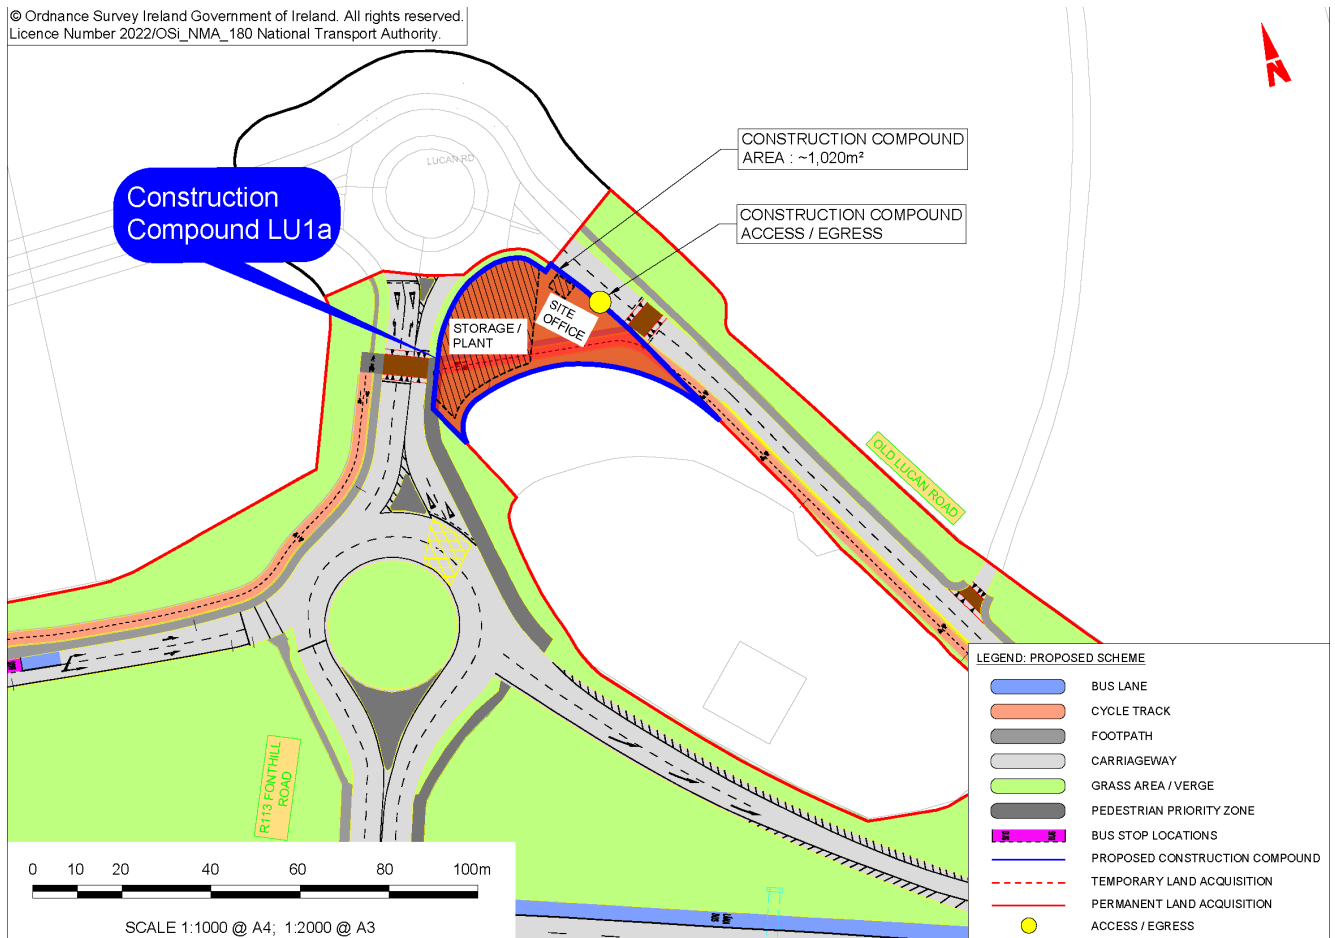 © Ordnance Survey Ireland Government of Ireland. All rights reserved.
Licence Number 2022/OSi_NMA_180 National Transport Authority.
N
CONSTRUCTION COMPOUND
AREA : ~1,020m²
LUCAN RD
Construction
Compound LU1a
CONSTRUCTION COMPOUND
ACCESS / EGRESS
SITE
OFFICE
STORAGE /
PLANT
OLD LUCAN ROAD
R113 FONTHILL
ROAD
LEGEND: PROPOSED SCHEME
BUS LANE
CYCLE TRACK
FOOTPATH
CARRIAGEWAY
GRASS AREA / VERGE
PEDESTRIAN PRIORITY ZONE
BUS STOP LOCATIONS
PROPOSED CONSTRUCTION COMPOUND
TEMPORARY LAND ACQUISITION
PERMANENT LAND ACQUISITION
ACCESS / EGRESS
0 10 20 40 60 80 100m
SCALE 1:1000 @ A4; 1:2000 @ A3